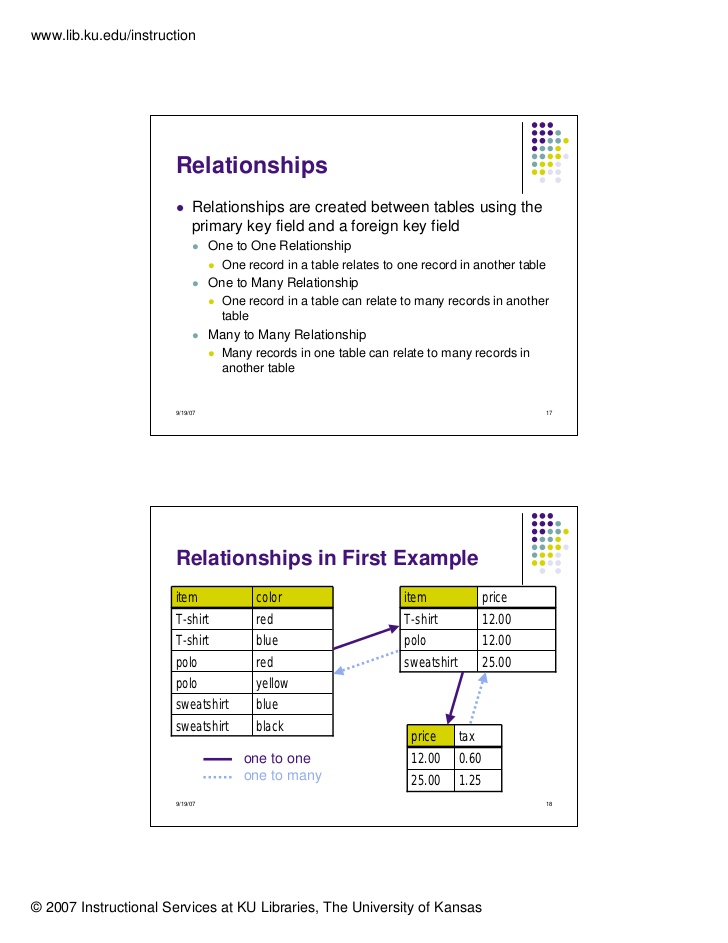 www.lib.ku.edu/instruction
Relationships
Relationships are created between tables using the
primary key field and a foreign key field
One to One Relationship
One record in a table relates to one record in another table
One to Many Relationship
One record in a table can relate to many records in another
table
Many to Many Relationship
Many records in one table can relate to many records in
another table
9/19/07 17
Relationships in First Example
item color
T-shirt red
T-shirt blue
polo red
polo yellow
sweatshirt blue
sweatshirt black
item price
T-shirt 12.00
polo 12.00
sweatshirt 25.00
price tax
12.00 0.60
25.00 1.25
one to one
one to many
9/19/07 18
© 2007 Instructional Services at KU Libraries, The University of Kansas